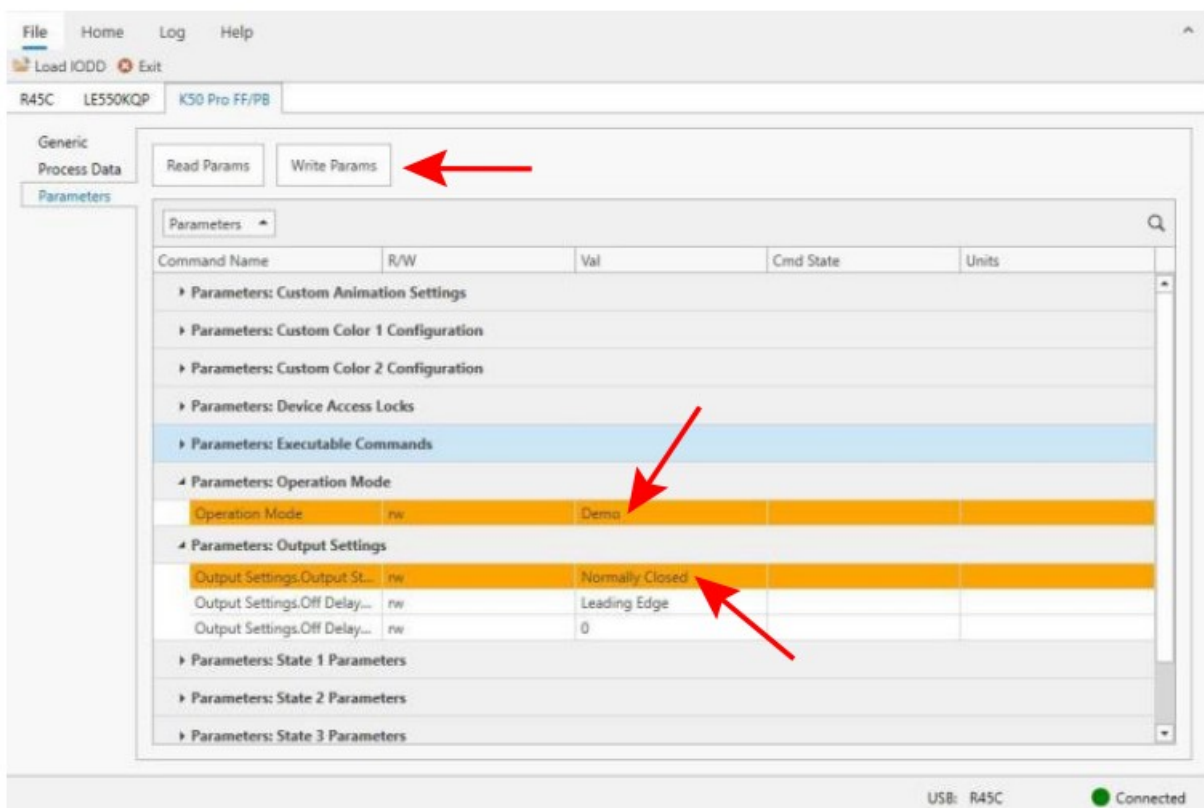 File Home Log Help
Load IODD Exit
R45C LE550KQP K50 Pro FF/PB
Generic
Process Data
Parameters
Read Params Write Params
Parameters
Command Name R/W Val Cmd State Units
Parameters: Custom Animation Settings
Parameters: Custom Color 1 Configuration
Parameters: Custom Color 2 Configuration
Parameters: Device Access Locks
Parameters: Executable Commands
Parameters: Operation Mode
Operation Mode rw Demo
Parameters: Output Settings
Output Settings.Output St... rw Normally Closed
Output Settings.Off Delay... rw Leading Edge
Output Settings.Off Delay... rw 0
Parameters: State 1 Parameters
Parameters: State 2 Parameters
Parameters: State 3 Parameters
USB: R45C Connected